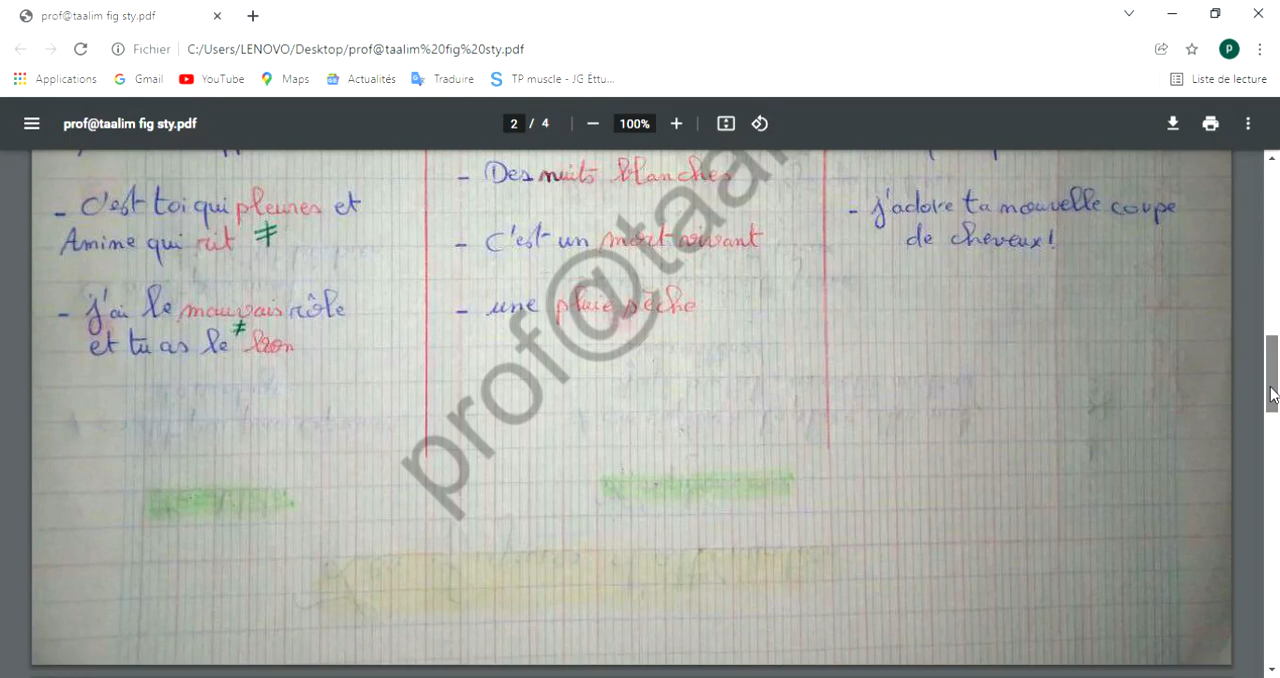 prof@taalim fig sty.pdf
Fichier
C:/Users/LENOVO/Desktop/prof@taalim%20fig%20sty.pdf
P
Applications
Gmail
YouTube
Maps
Actualités
Traduire
TP muscle - JG Éttu...
Liste de lecture
prof@taalim fig sty.pdf
2 / 4
100%
- C'est toi qui pleures et
Amine qui rit ≠
- j'ai le mauvais rôle
≠
et tu as le bon
- Des nuits blanches
- C'est un mort-vivant
- une pluie sèche
- j'adore ta nouvelle coupe
de cheveux!
prof@taal